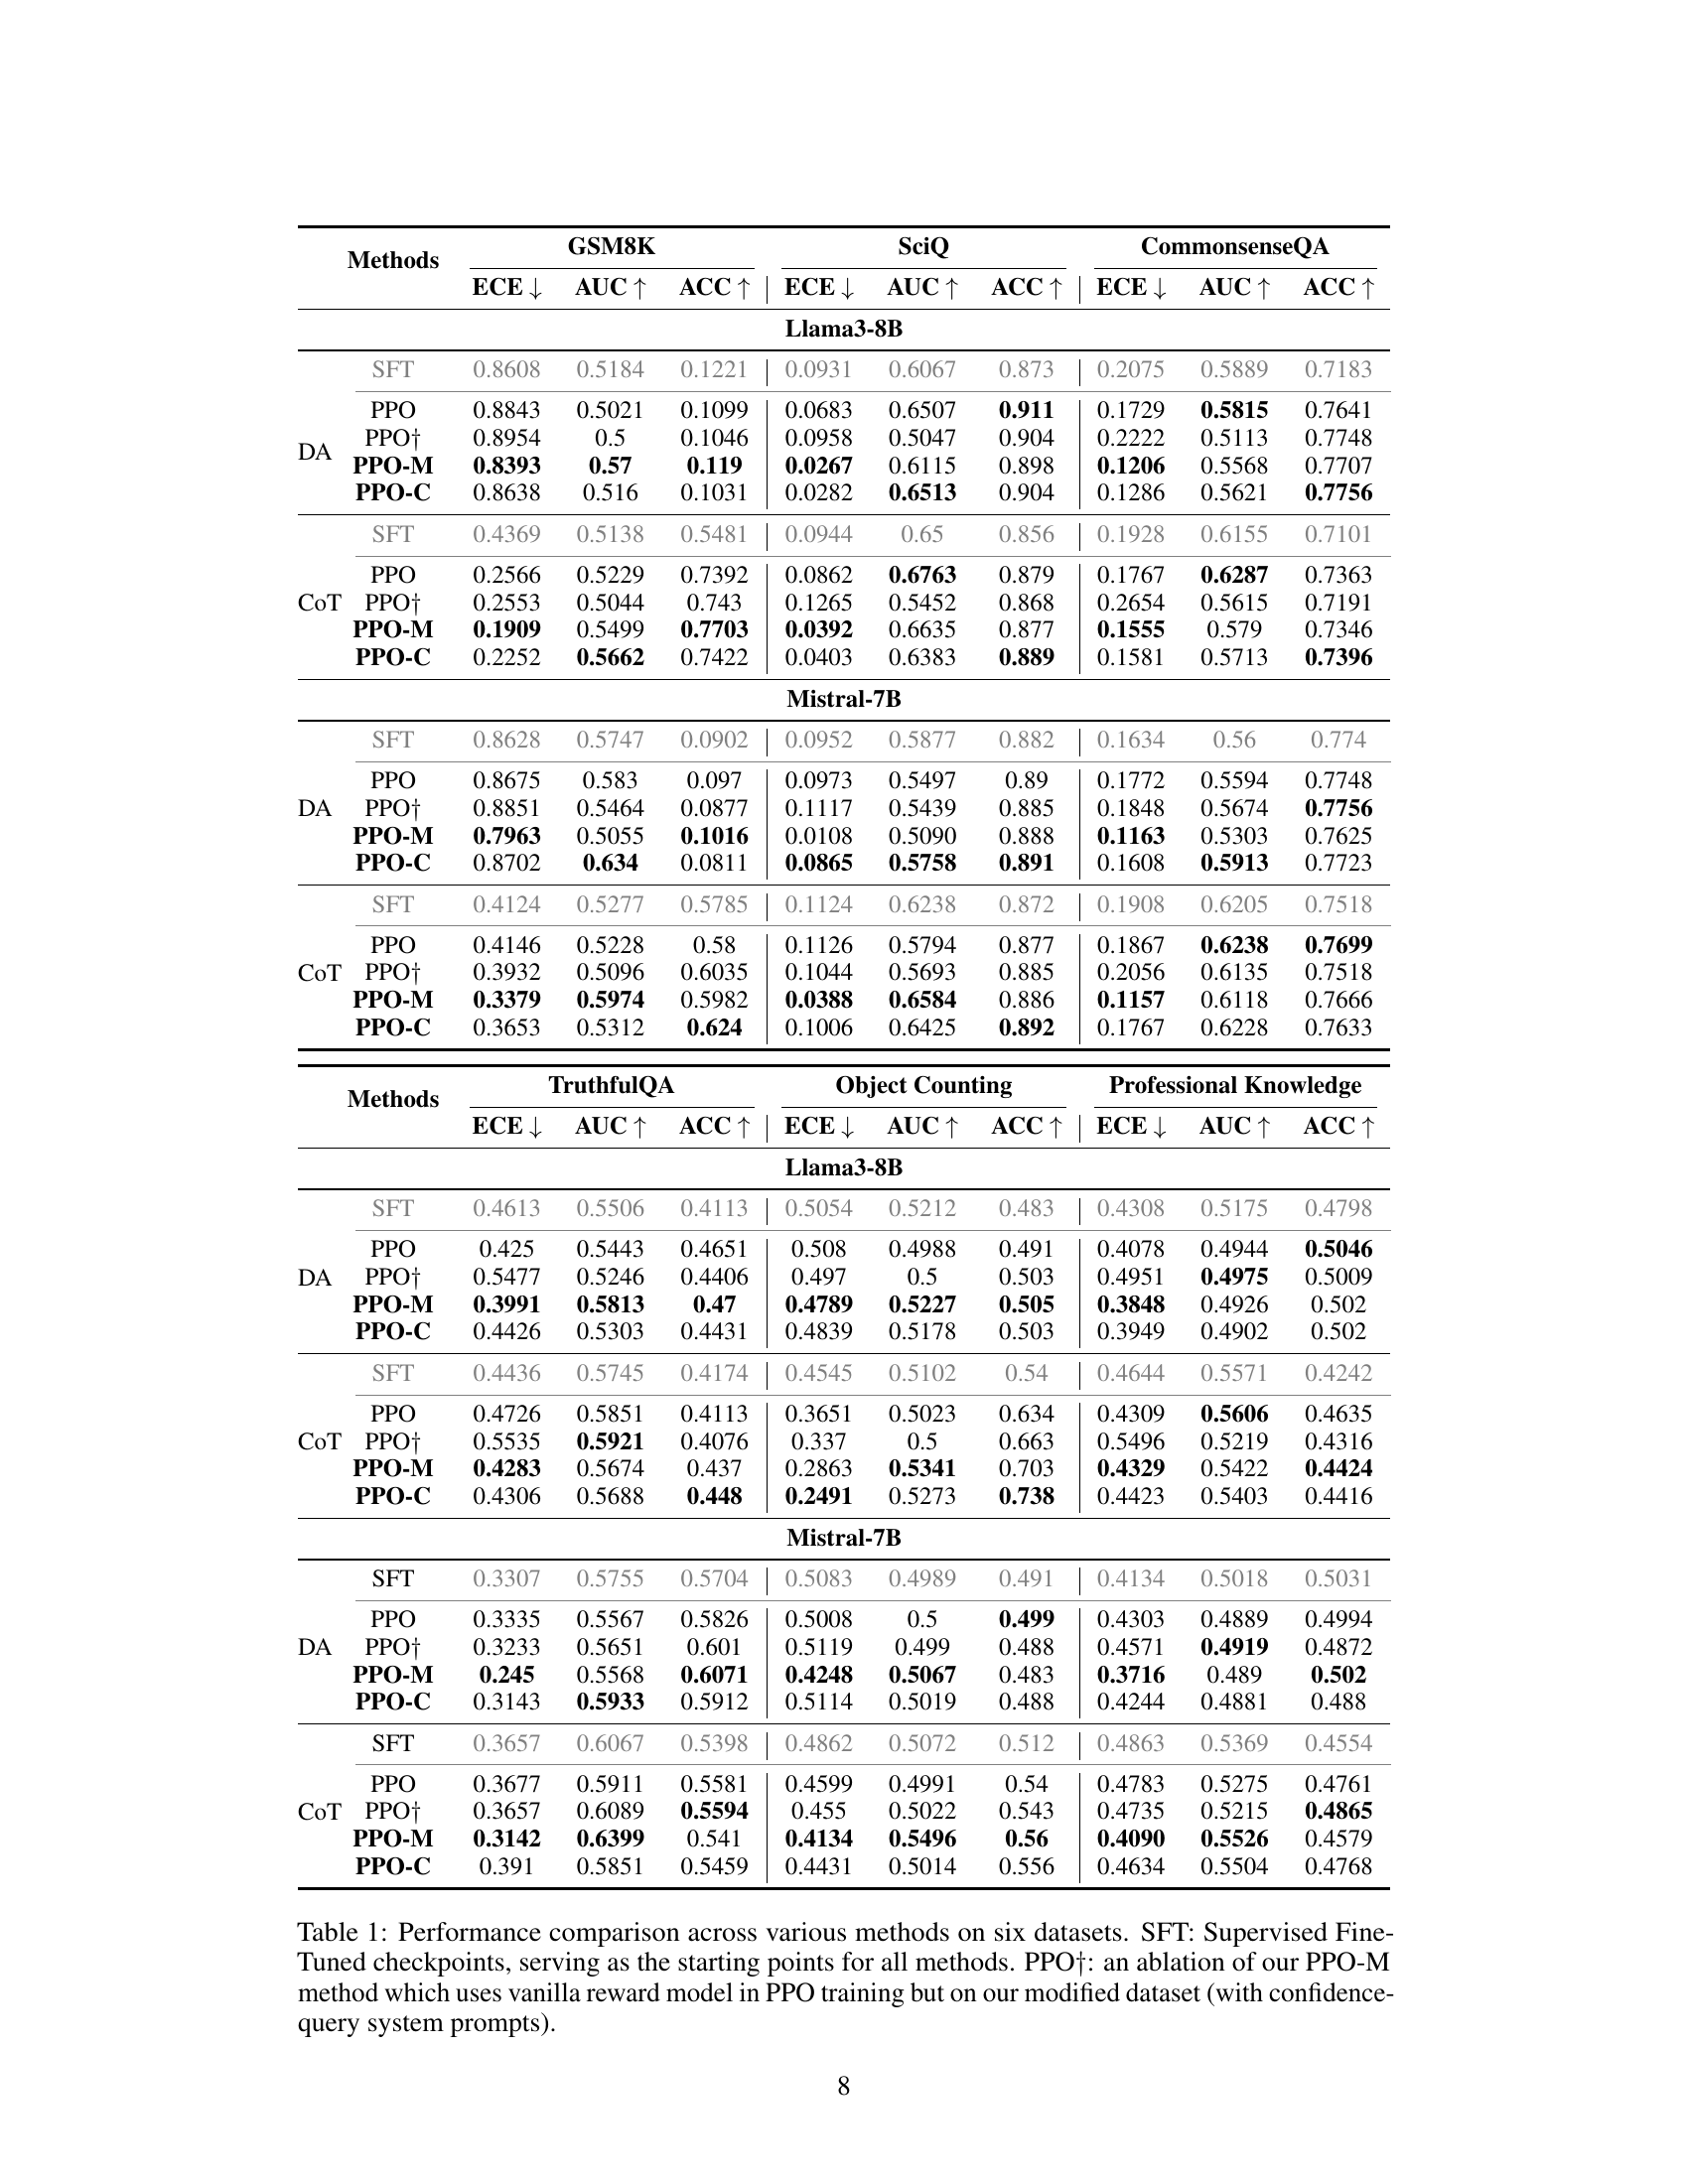 Methods GSM8K SciQ CommonsenseQA
ECE ↓ AUC ↑ ACC ↑ ECE ↓ AUC ↑ ACC ↑ ECE ↓ AUC ↑ ACC ↑
Llama3-8B
SFT 0.8608 0.5184 0.1221 0.0931 0.6067 0.873 0.2075 0.5889 0.7183
DA
PPO 0.8843 0.5021 0.1099 0.0683 0.6507 0.911 0.1729 0.5815 0.7641
PPO† 0.8954 0.5 0.1046 0.0958 0.5047 0.904 0.2222 0.5113 0.7748
PPO-M 0.8393 0.57 0.119 0.0267 0.6115 0.898 0.1206 0.5568 0.7707
PPO-C 0.8638 0.516 0.1031 0.0282 0.6513 0.904 0.1286 0.5621 0.7756
SFT 0.4369 0.5138 0.5481 0.0944 0.65 0.856 0.1928 0.6155 0.7101
PPO 0.2566 0.5229 0.7392 0.0862 0.6763 0.879 0.1767 0.6287 0.7363
CoT PPO† 0.2553 0.5044 0.743 0.1265 0.5452 0.868 0.2654 0.5615 0.7191
PPO-M 0.1909 0.5499 0.7703 0.0392 0.6635 0.877 0.1555 0.579 0.7346
PPO-C 0.2252 0.5662 0.7422 0.0403 0.6383 0.889 0.1581 0.5713 0.7396
Mistral-7B
SFT 0.8628 0.5747 0.0902 0.0952 0.5877 0.882 0.1634 0.56 0.774
PPO 0.8675 0.583 0.097 0.0973 0.5497 0.89 0.1772 0.5594 0.7748
DA PPO† 0.8851 0.5464 0.0877 0.1117 0.5439 0.885 0.1848 0.5674 0.7756
PPO-M 0.7963 0.5055 0.1016 0.0108 0.5090 0.888 0.1163 0.5303 0.7625
PPO-C 0.8702 0.634 0.0811 0.0865 0.5758 0.891 0.1608 0.5913 0.7723
SFT 0.4124 0.5277 0.5785 0.1124 0.6238 0.872 0.1908 0.6205 0.7518
PPO 0.4146 0.5228 0.58 0.1126 0.5794 0.877 0.1867 0.6238 0.7699
CoT PPO† 0.3932 0.5096 0.6035 0.1044 0.5693 0.885 0.2056 0.6135 0.7518
PPO-M 0.3379 0.5974 0.5982 0.0388 0.6584 0.886 0.1157 0.6118 0.7666
PPO-C 0.3653 0.5312 0.624 0.1006 0.6425 0.892 0.1767 0.6228 0.7633
Methods TruthfulQA Object Counting Professional Knowledge
ECE ↓ AUC ↑ ACC ↑ ECE ↓ AUC ↑ ACC ↑ ECE ↓ AUC ↑ ACC ↑
Llama3-8B
SFT 0.4613 0.5506 0.4113 0.5054 0.5212 0.483 0.4308 0.5175 0.4798
PPO 0.425 0.5443 0.4651 0.508 0.4988 0.491 0.4078 0.4944 0.5046
DA PPO† 0.5477 0.5246 0.4406 0.497 0.5 0.503 0.4951 0.4975 0.5009
PPO-M 0.3991 0.5813 0.47 0.4789 0.5227 0.505 0.3848 0.4926 0.502
PPO-C 0.4426 0.5303 0.4431 0.4839 0.5178 0.503 0.3949 0.4902 0.502
SFT 0.4436 0.5745 0.4174 0.4545 0.5102 0.54 0.4644 0.5571 0.4242
PPO 0.4726 0.5851 0.4113 0.3651 0.5023 0.634 0.4309 0.5606 0.4635
CoT PPO† 0.5535 0.5921 0.4076 0.337 0.5 0.663 0.5496 0.5219 0.4316
PPO-M 0.4283 0.5674 0.437 0.2863 0.5341 0.703 0.4329 0.5422 0.4424
PPO-C 0.4306 0.5688 0.448 0.2491 0.5273 0.738 0.4423 0.5403 0.4416
Mistral-7B
SFT 0.3307 0.5755 0.5704 0.5083 0.4989 0.491 0.4134 0.5018 0.5031
PPO 0.3335 0.5567 0.5826 0.5008 0.5 0.499 0.4303 0.4889 0.4994
DA PPO† 0.3233 0.5651 0.601 0.5119 0.499 0.488 0.4571 0.4919 0.4872
PPO-M 0.245 0.5568 0.6071 0.4248 0.5067 0.483 0.3716 0.489 0.502
PPO-C 0.3143 0.5933 0.5912 0.5114 0.5019 0.488 0.4244 0.4881 0.488
SFT 0.3657 0.6067 0.5398 0.4862 0.5072 0.512 0.4863 0.5369 0.4554
PPO 0.3677 0.5911 0.5581 0.4599 0.4991 0.54 0.4783 0.5275 0.4761
CoT PPO† 0.3657 0.6089 0.5594 0.455 0.5022 0.543 0.4735 0.5215 0.4865
PPO-M 0.3142 0.6399 0.541 0.4134 0.5496 0.56 0.4090 0.5526 0.4579
PPO-C 0.391 0.5851 0.5459 0.4431 0.5014 0.556 0.4634 0.5504 0.4768
Table 1: Performance comparison across various methods on six datasets. SFT: Supervised Fine-
Tuned checkpoints, serving as the starting points for all methods. PPO†: an ablation of our PPO-M
method which uses vanilla reward model in PPO training but on our modified dataset (with confidence-
query system prompts).
8